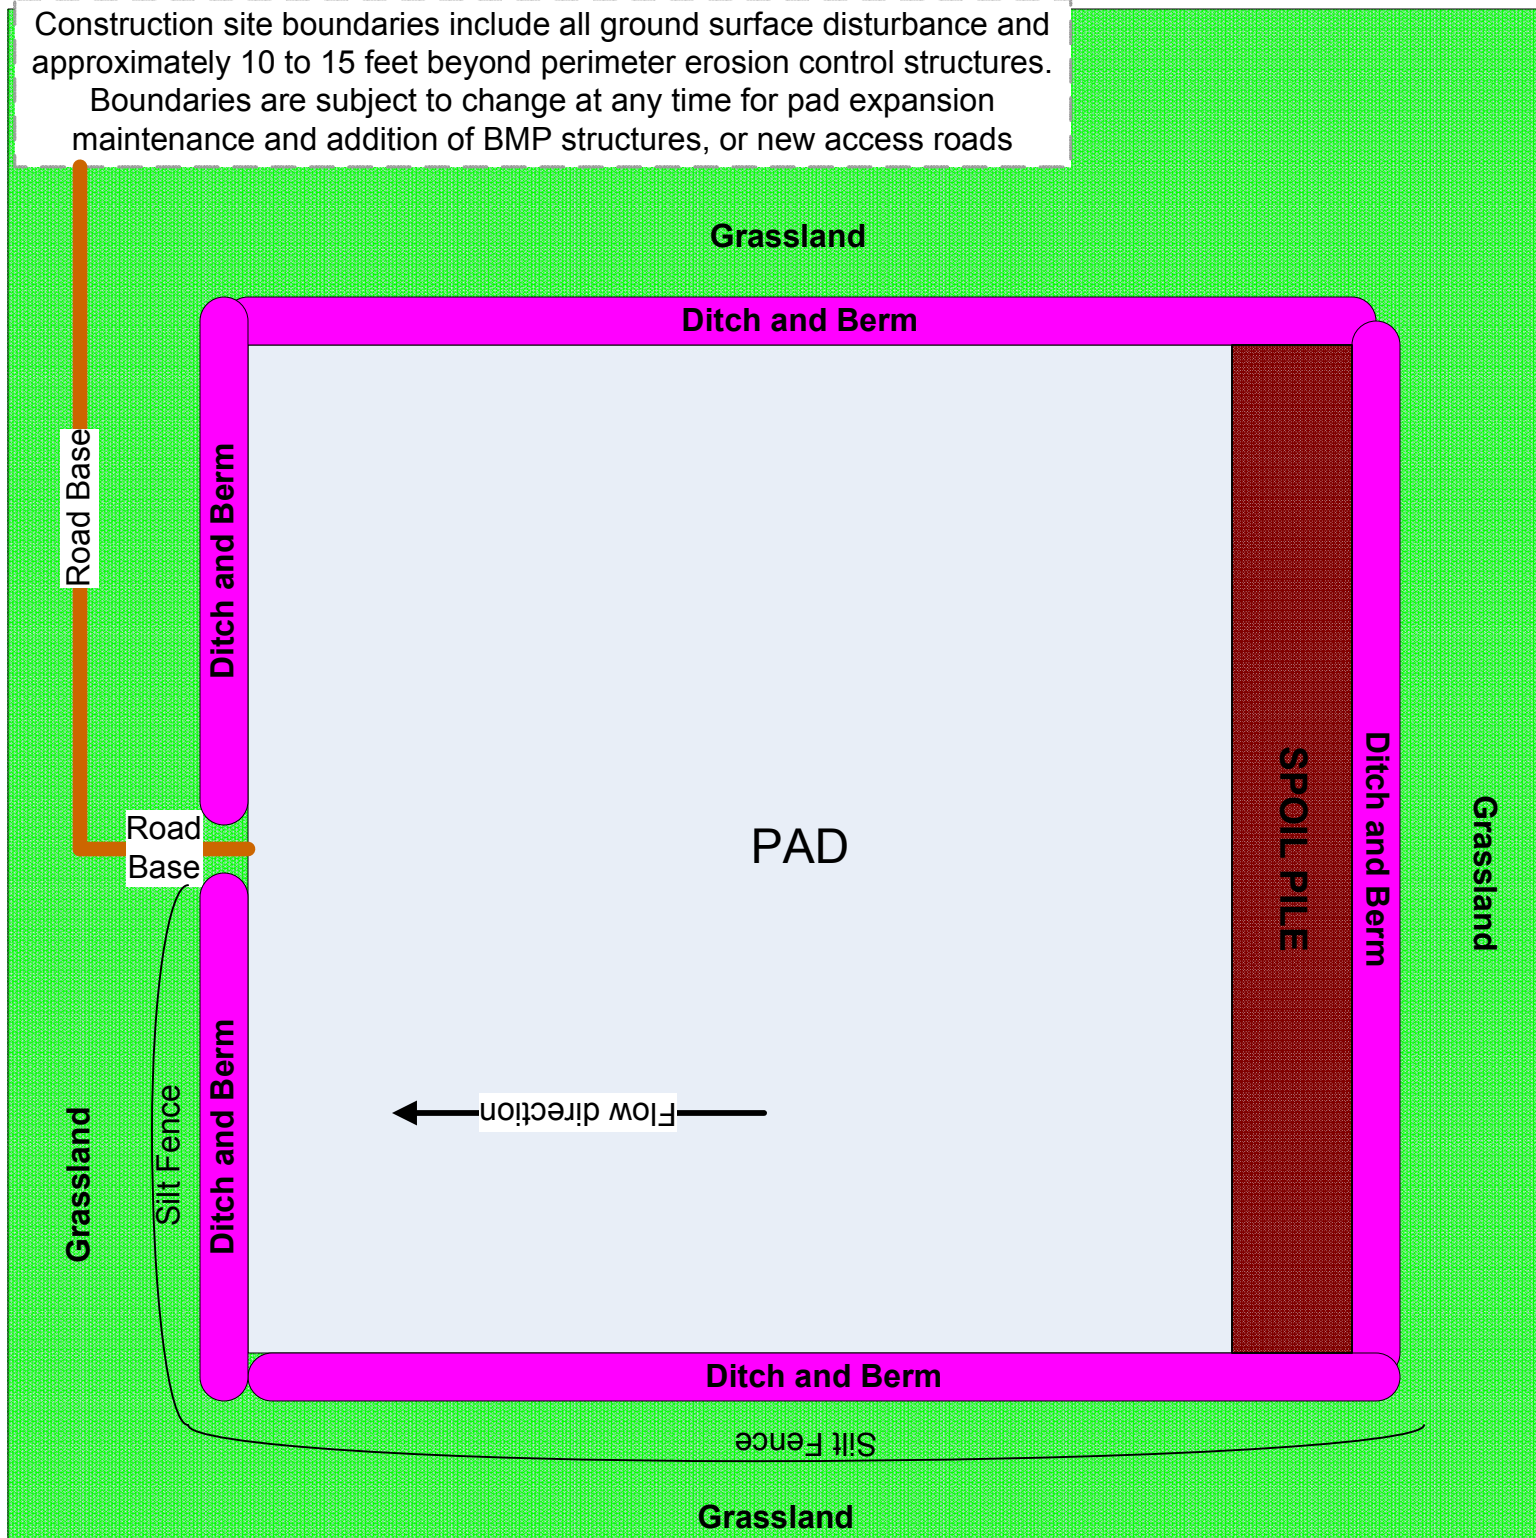 Construction site boundaries include all ground surface disturbance and
approximately 10 to 15 feet beyond perimeter erosion control structures.
Boundaries are subject to change at any time for pad expansion
maintenance and addition of BMP structures, or new access roads
Grassland
Ditch and Berm
Road Base
Ditch and Berm
Road
Base
PAD
SPOIL PILE
Ditch and Berm
Grassland
Grassland
Silt Fence
Ditch and Berm
Flow direction
Ditch and Berm
Silt Fence
Grassland